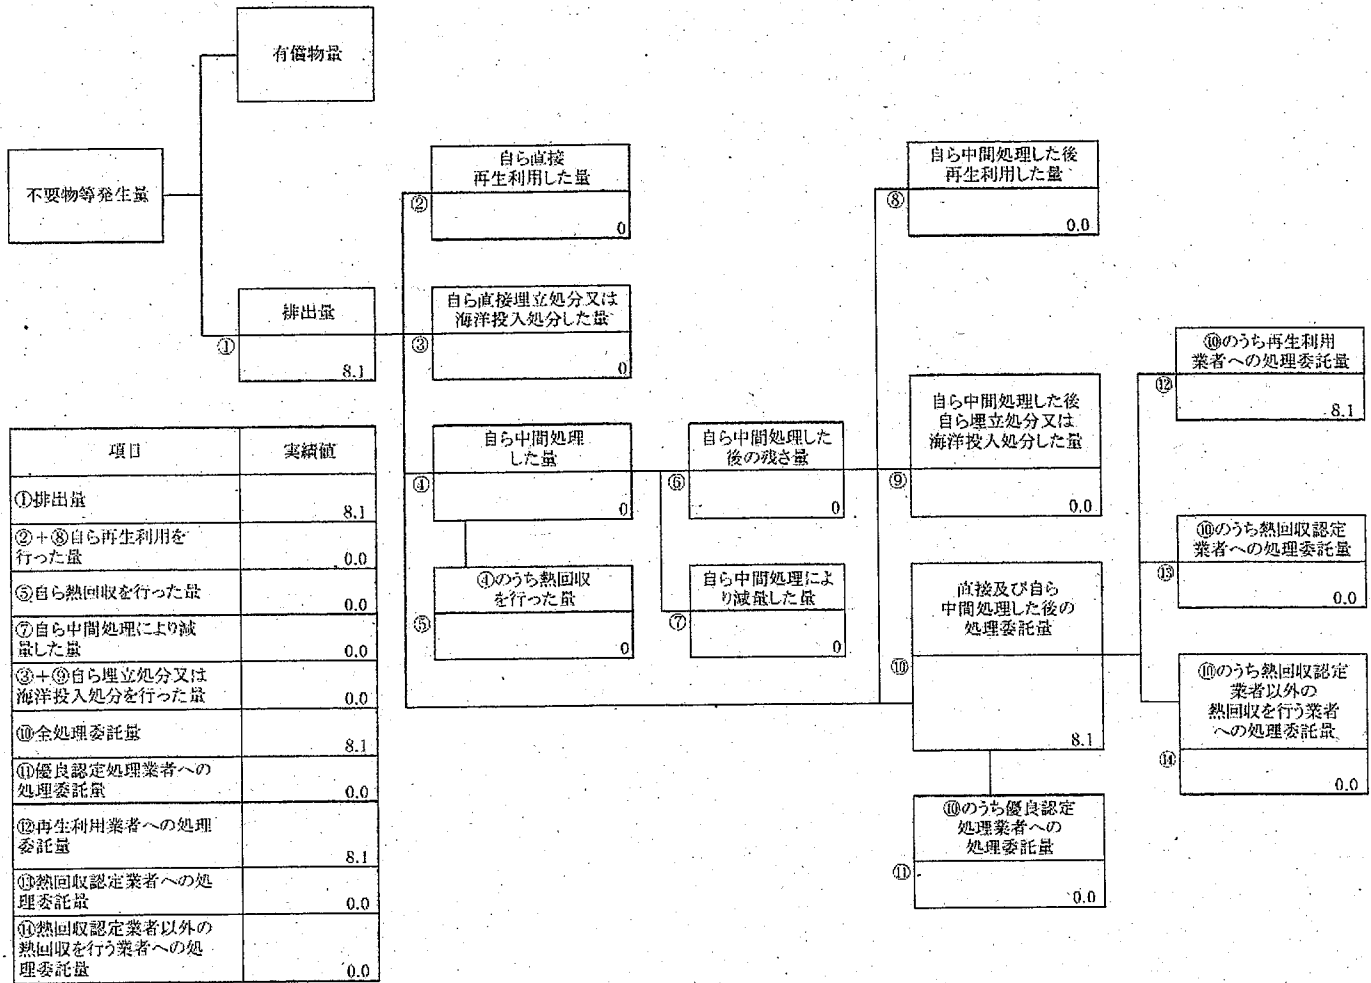 有償物量
不要物等発生量
排出量
①
8.1
自ら直接
再生利用した量
②
0
自ら直接埋立処分又は
海洋投入処分した量
③
0
自ら中間処理
した量
④
0
④のうち熱回収
を行った量
⑤
0
自ら中間処理した
後の残さ量
⑥
0
自ら中間処理によ
り減量した量
⑦
0
自ら中間処理した後
再生利用した量
⑧
0.0
自ら中間処理した後
自ら埋立処分又は
海洋投入処分した量
⑨
0.0
直接及び自ら
中間処理した後の
処理委託量
⑩
8.1
⑩のうち優良認定
処理業者への
処理委託量
⑪
0.0
⑩のうち再生利用
業者への処理委託量
⑫
8.1
⑩のうち熱回収認定
業者への処理委託量
⑬
0.0
⑩のうち熱回収認定
業者以外の
熱回収を行う業者
への処理委託量
⑭
0.0
項目 実績値
①排出量
8.1
②+⑧自ら再生利用を
行った量
0.0
⑤自ら熱回収を行った量
0.0
⑦自ら中間処理により減
量した量
0.0
③+⑨自ら埋立処分又は
海洋投入処分を行った量
0.0
⑩全処理委託量
8.1
⑪優良認定処理業者への
処理委託量
0.0
⑫再生利用業者への処理
委託量
8.1
⑬熱回収認定業者への処
理委託量
0.0
⑭熱回収認定業者以外の
熱回収を行う業者への処
理委託量
0.0